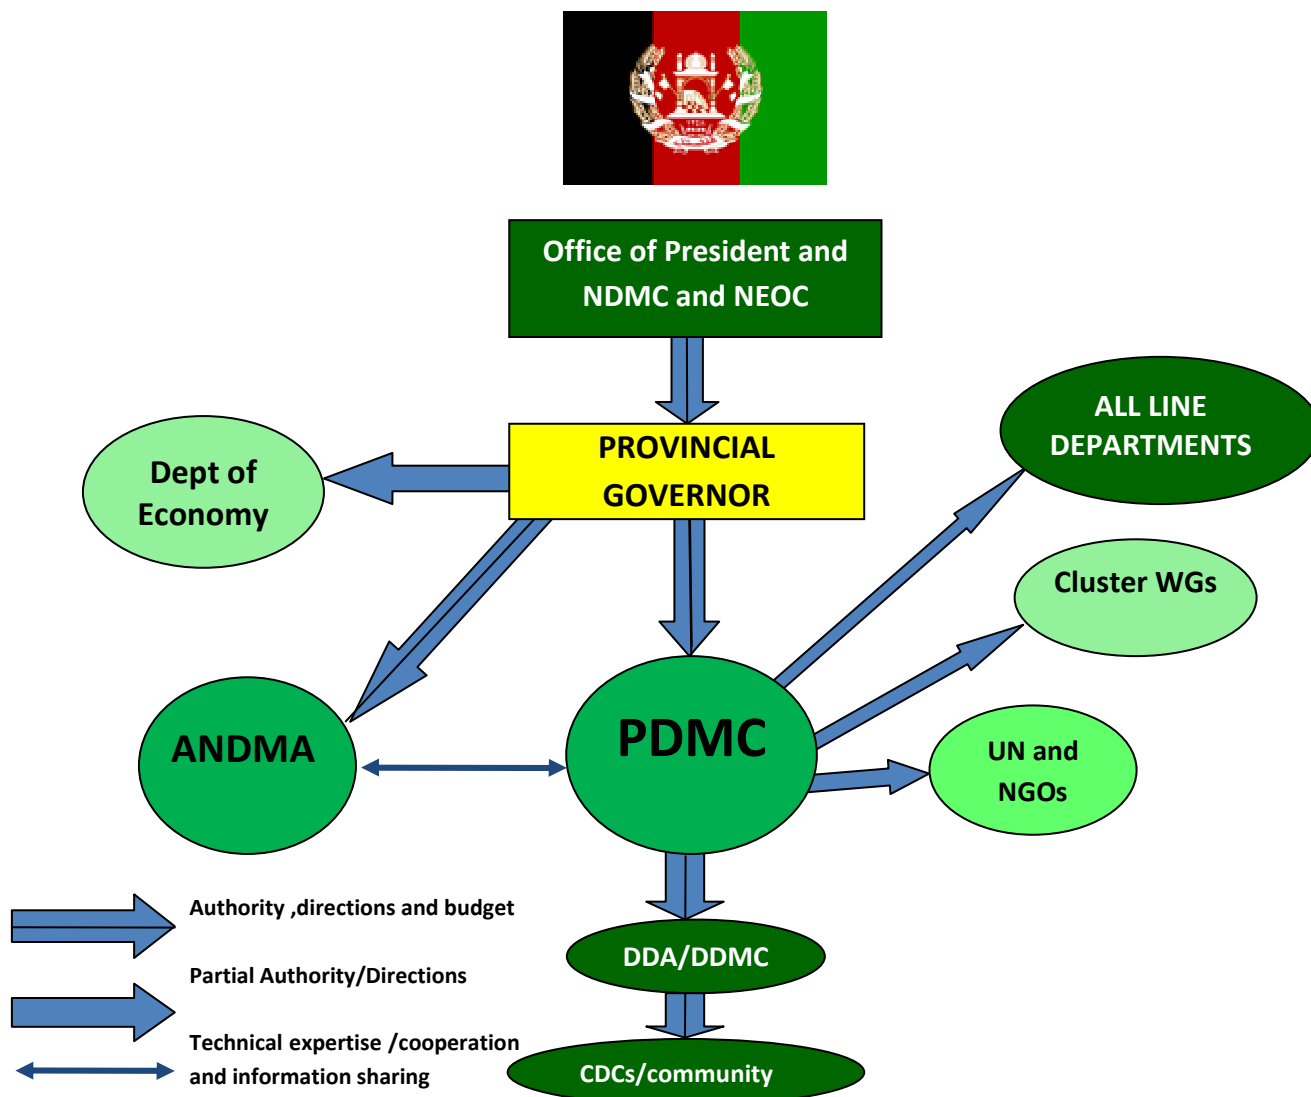 Office of President and
NDMC and NEOC
ALL LINE
DEPARTMENTS
PROVINCIAL
GOVERNOR
Dept of
Economy
Cluster WGs
PDMC
ANDMA
UN and
NGOs
Authority ,directions and budget
DDA/DDMC
Partial Authority/Directions
Technical expertise /cooperation
and information sharing
CDCs/community